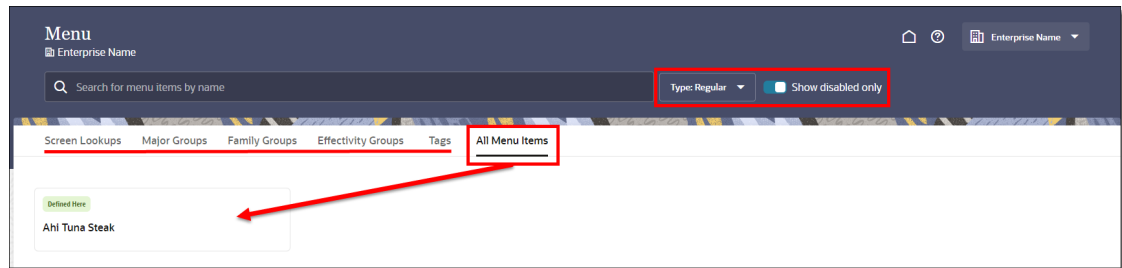 Menu
Enterprise Name
Enterprise Name
Search for menu items by name
Type: Regular
Show disabled only
Screen Lookups Major Groups Family Groups Effectivity Groups Tags All Menu Items
Defined Here
Ahi Tuna Steak